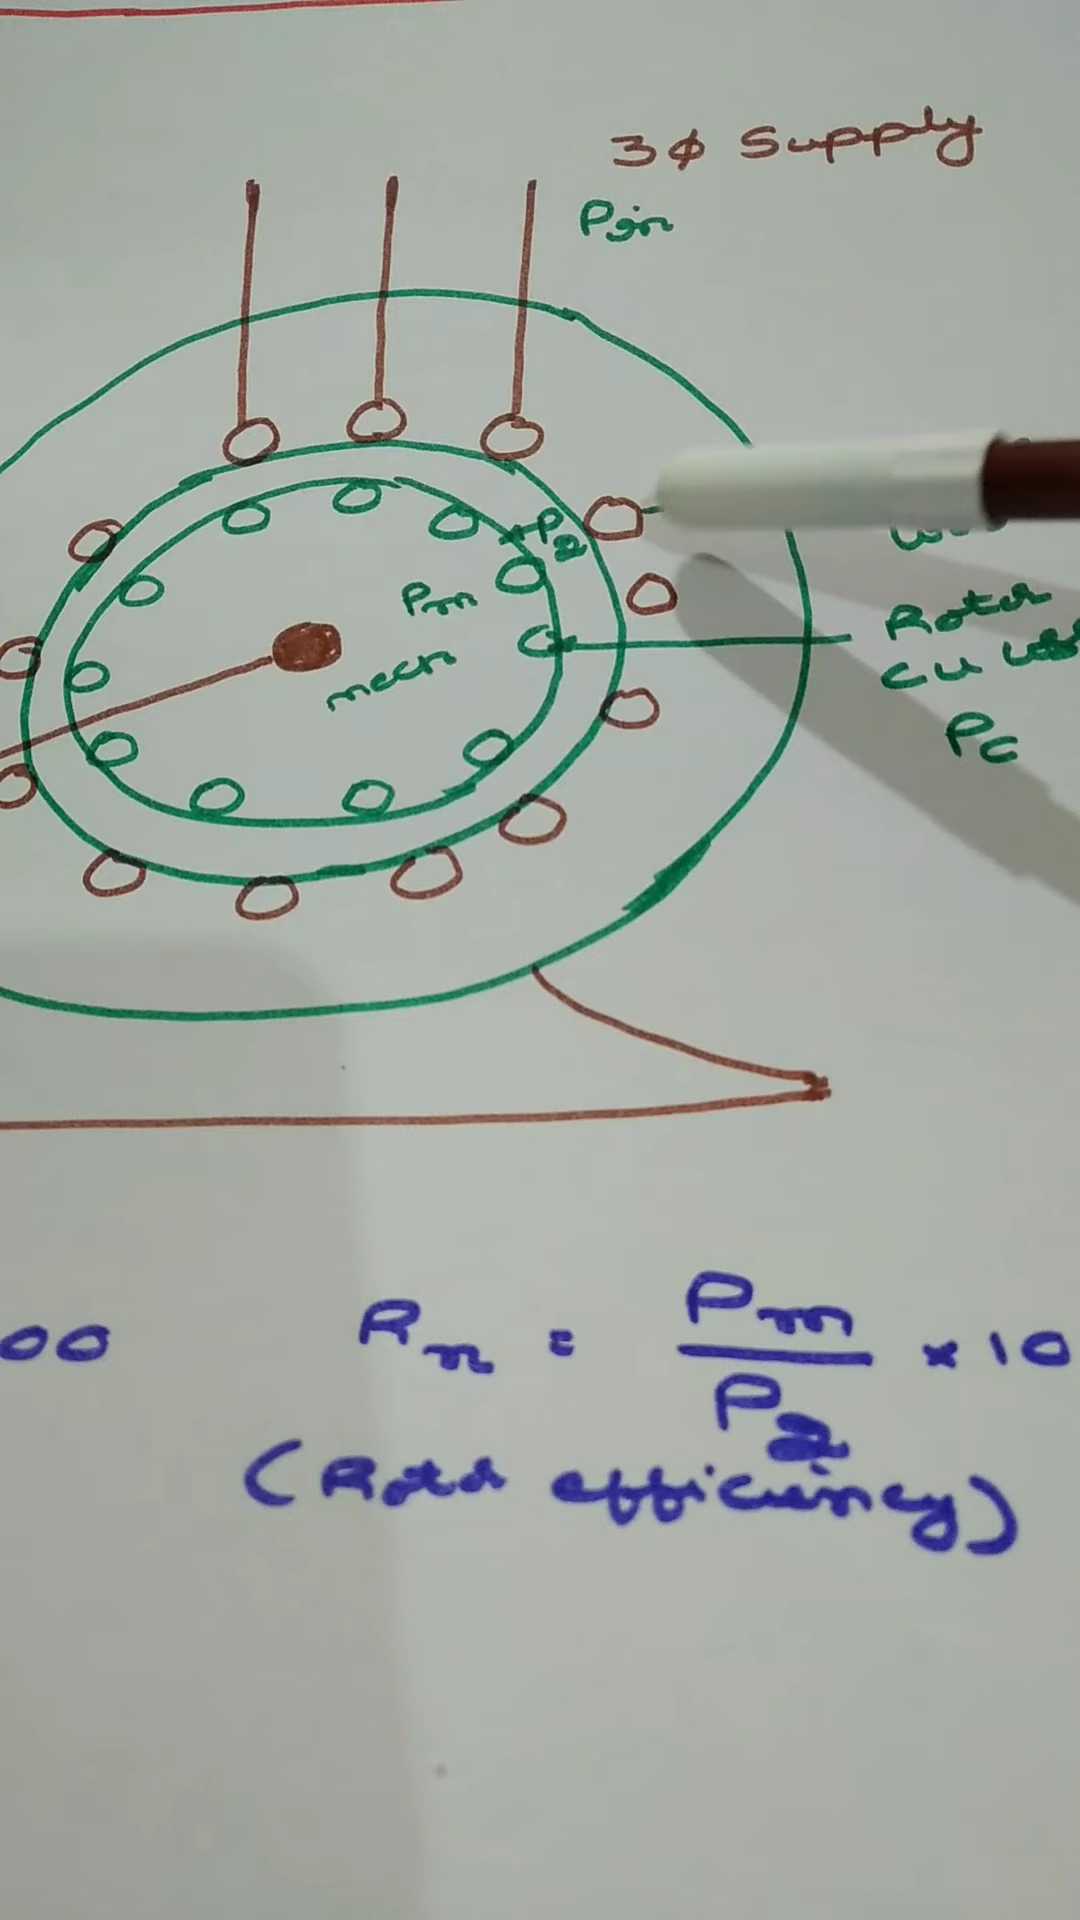 3φ Supply
Pin
P2
Pm
mech
Rotor
cu loss
Pc
00
Rη = Pm/P2 × 10
(Rotor efficiency)